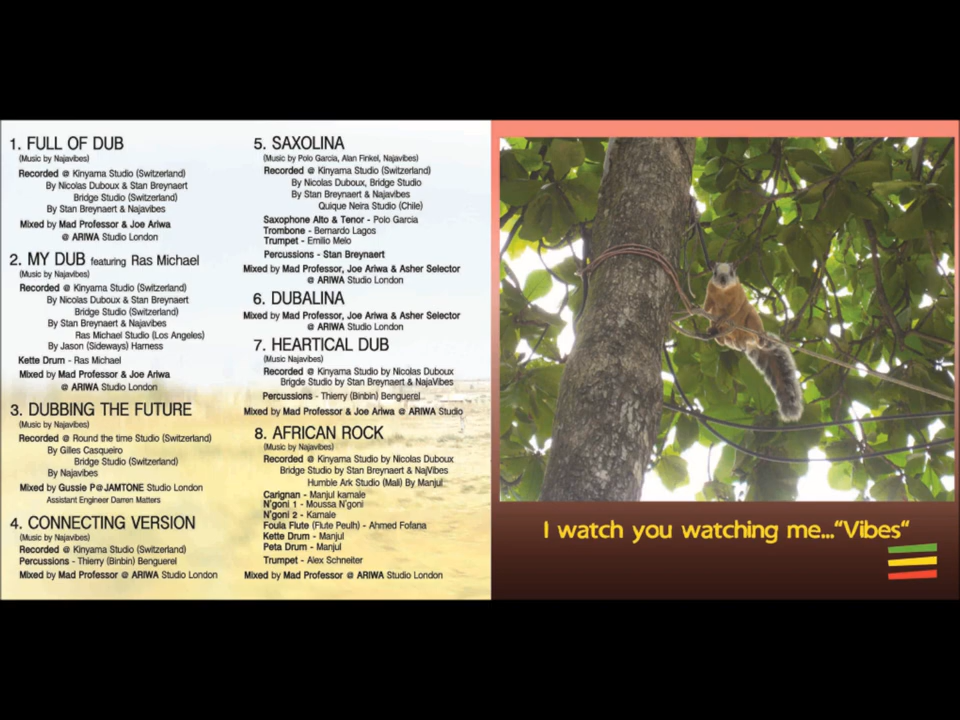 1. FULL OF DUB
(Music by Najavibes)
Recorded @ Kinyama Studio (Switzerland)
By Nicolas Duboux & Stan Breynaert
Bridge Studio (Switzerland)
By Stan Breynaert & Najavibes
Mixed by Mad Professor & Joe Ariwa
@ ARIWA Studio London
2. MY DUB featuring Ras Michael
(Music by Najavibes)
Recorded @ Kinyama Studio (Switzerland)
By Nicolas Duboux & Stan Breynaert
Bridge Studio (Switzerland)
By Stan Breynaert & Najavibes
Ras Michael Studio (Los Angeles)
By Jason (Sideways) Harness
Kette Drum - Ras Michael
Mixed by Mad Professor & Joe Ariwa
@ ARIWA Studio London
3. DUBBING THE FUTURE
(Music by Najavibes)
Recorded @ Round the time Studio (Switzerland)
By Gilles Casqueiro
Bridge Studio (Switzerland)
By Najavibes
Mixed by Gussie P@JAMTONE Studio London
Assistant Engineer Darren Matters
4. CONNECTING VERSION
(Music by Najavibes)
Recorded @ Kinyama Studio (Switzerland)
Percussions - Thierry (Binbin) Benguerel
Mixed by Mad Professor @ ARIWA Studio London
5. SAXOLINA
(Music by Polo Garcia, Alan Finkel, Najavibes)
Recorded @ Kinyama Studio (Switzerland)
By Nicolas Duboux, Bridge Studio
By Stan Breynaert & Najavibes
Quique Neira Studio (Chile)
Saxophone Alto & Tenor - Polo Garcia
Trombone - Bernardo Lagos
Trumpet - Emilio Melo
Percussions - Stan Breynaert
Mixed by Mad Professor, Joe Ariwa & Asher Selector
@ ARIWA Studio London
6. DUBALINA
Mixed by Mad Professor, Joe Ariwa & Asher Selector
@ ARIWA Studio London
7. HEARTICAL DUB
(Music Najavibes)
Recorded @ Kinyama Studio by Nicolas Duboux
Brigde Studio by Stan Breynaert & NajaVibes
Percussions - Thierry (Binbin) Benguerel
Mixed by Mad Professor & Joe Ariwa @ ARIWA Studio
8. AFRICAN ROCK
(Music by Najavibes)
Recorded @ Kinyama Studio by Nicolas Duboux
Bridge Studio by Stan Breynaert & NajVibes
Humble Ark Studio (Mali) By Manjul
Carignan - Manjul kamale
N'goni 1 - Moussa N'goni
N'goni 2 - Kamale
Foula Flute (Flute Peulh) - Ahmed Fofana
Kette Drum - Manjul
Peta Drum - Manjul
Trumpet - Alex Schneiter
Mixed by Mad Professor @ ARIWA Studio London
I watch you watching me..."Vibes"